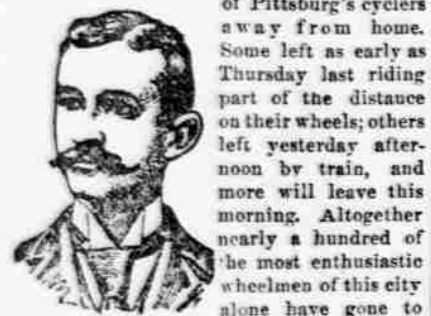 of Pittsburg's cyclers
away from home.
Some left as early as
Thursday last riding
part of the distance
on their wheels; others
left yesterday after-
noon by train, and
more will leave this
morning. Altogether
nearly a hundred of
the most enthusiastic
wheelmen of this city
alone have gone to